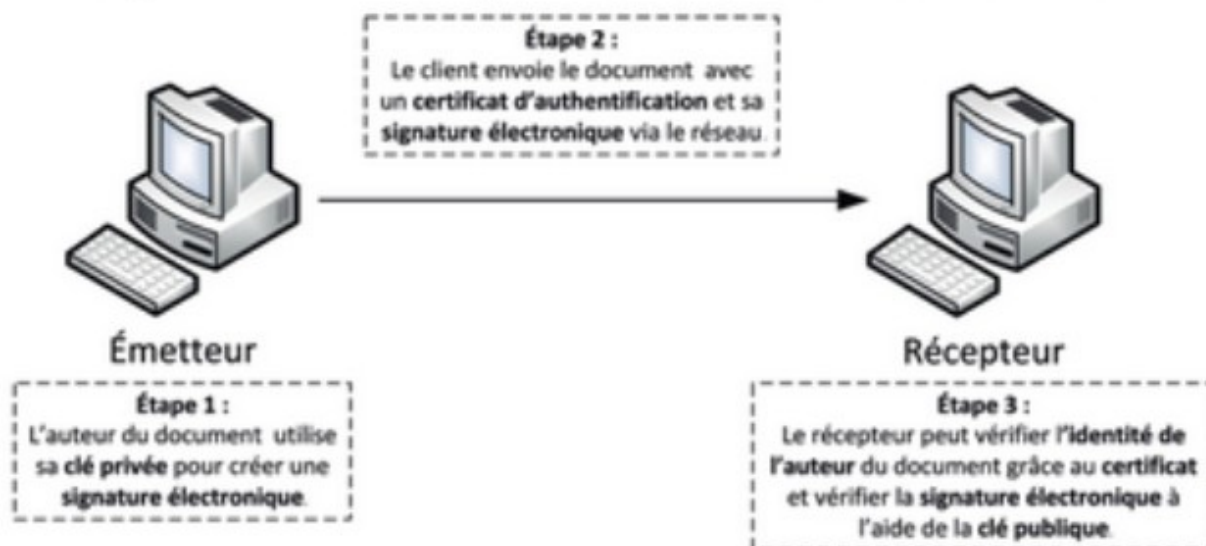 Étape 2 :
Le client envoie le document avec
un certificat d'authentification et sa
signature électronique via le réseau.
Émetteur
Récepteur
Étape 1 :
L'auteur du document utilise
sa clé privée pour créer une
signature électronique.
Étape 3 :
Le récepteur peut vérifier l'identité de
l'auteur du document grâce au certificat
et vérifier la signature électronique à
l'aide de la clé publique.